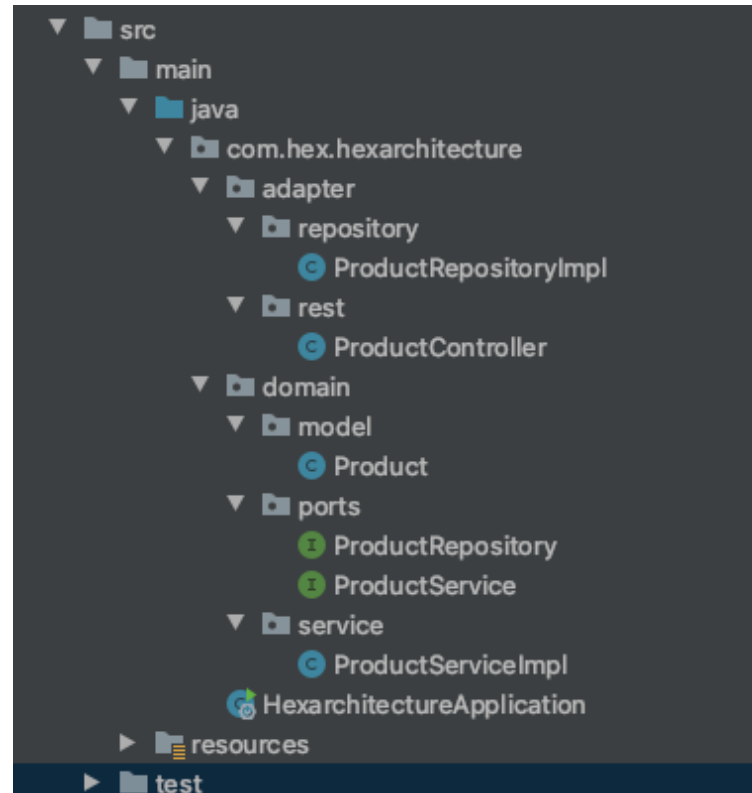 src
main
java
com.hex.hexarchitecture
adapter
repository
C ProductRepositoryImpl
rest
C ProductController
domain
model
C Product
ports
I ProductRepository
I ProductService
service
C ProductServiceImpl
HexarchitectureApplication
resources
test